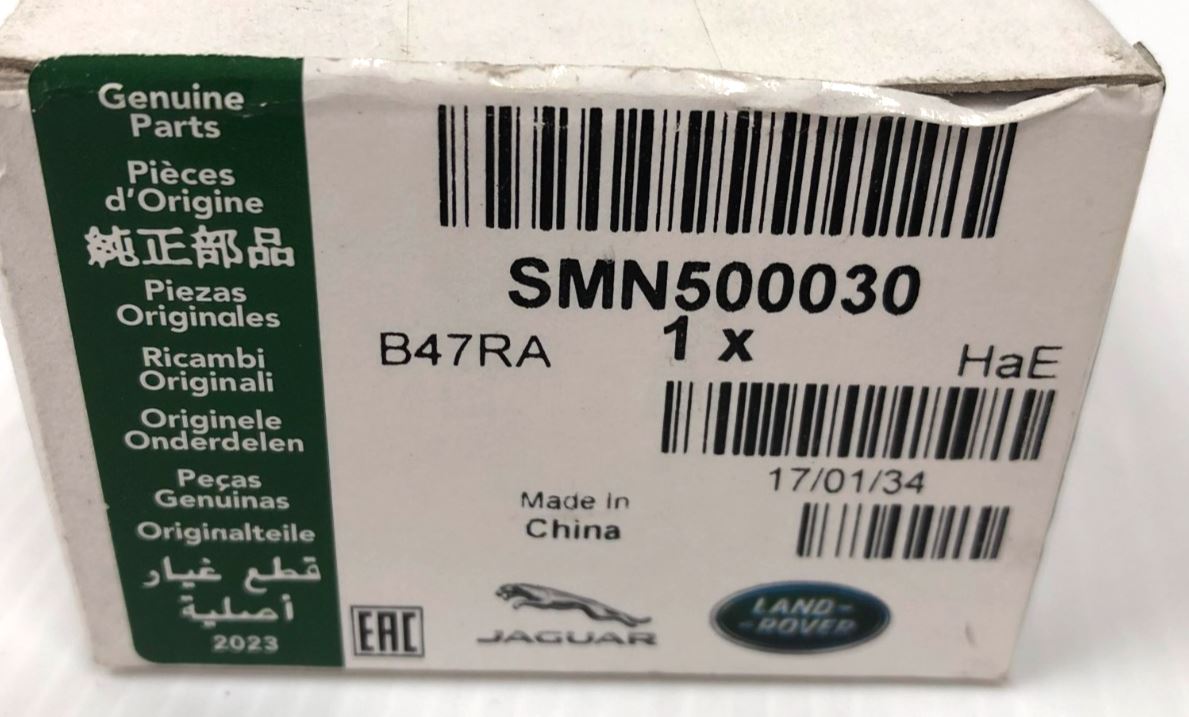 Genuine
Parts
Pièces
d'Origine
純正部品
Piezas
Originales
Ricambi
Originali
Originele
Onderdelen
Peças
Genuinas
Originalteile
قطع غيار
أصلية
2023
SMN500030
1 x
B47RA
HaE
17/01/34
Made In
China
EAC
JAGUAR
LAND-
-ROVER